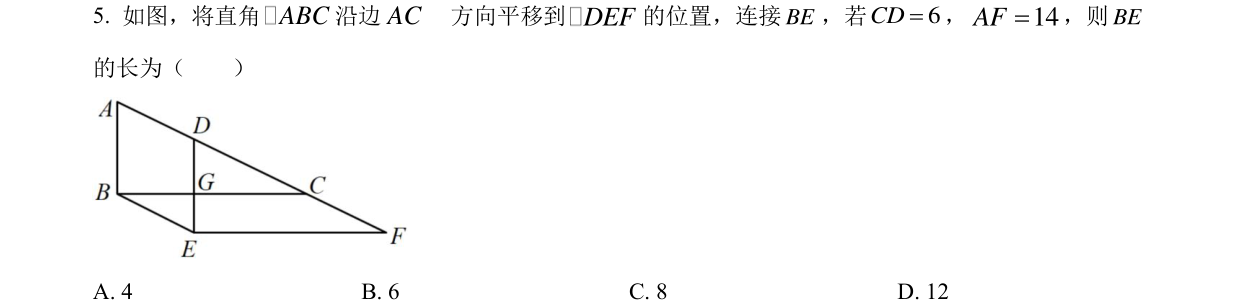 5. 如图，将直角□ABC 沿边 AC 方向平移到□DEF 的位置，连接 BE ，若 CD=6， AF =14，则 BE
的长为（ ）
A
D
B
G
C
E
F
A. 4 B. 6 C. 8 D. 12